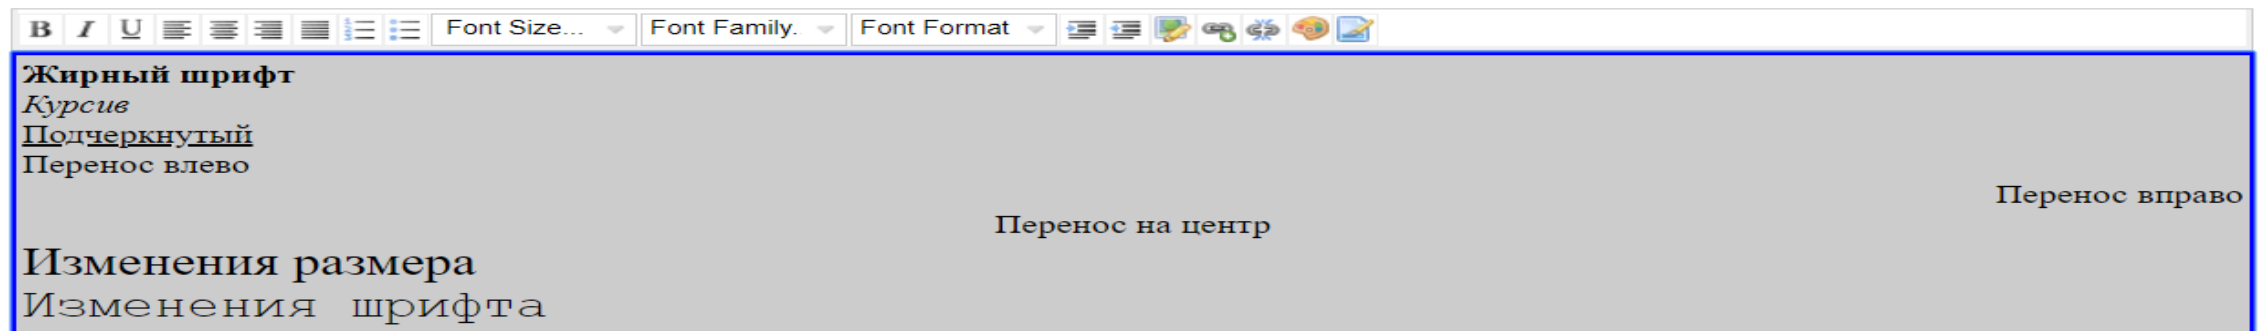 B I U Font Size... Font Family. Font Format
Жирный шрифт
Курсив
Подчеркнутый
Перенос влево
Перенос вправо
Перенос на центр
Изменения размера
Изменения шрифта